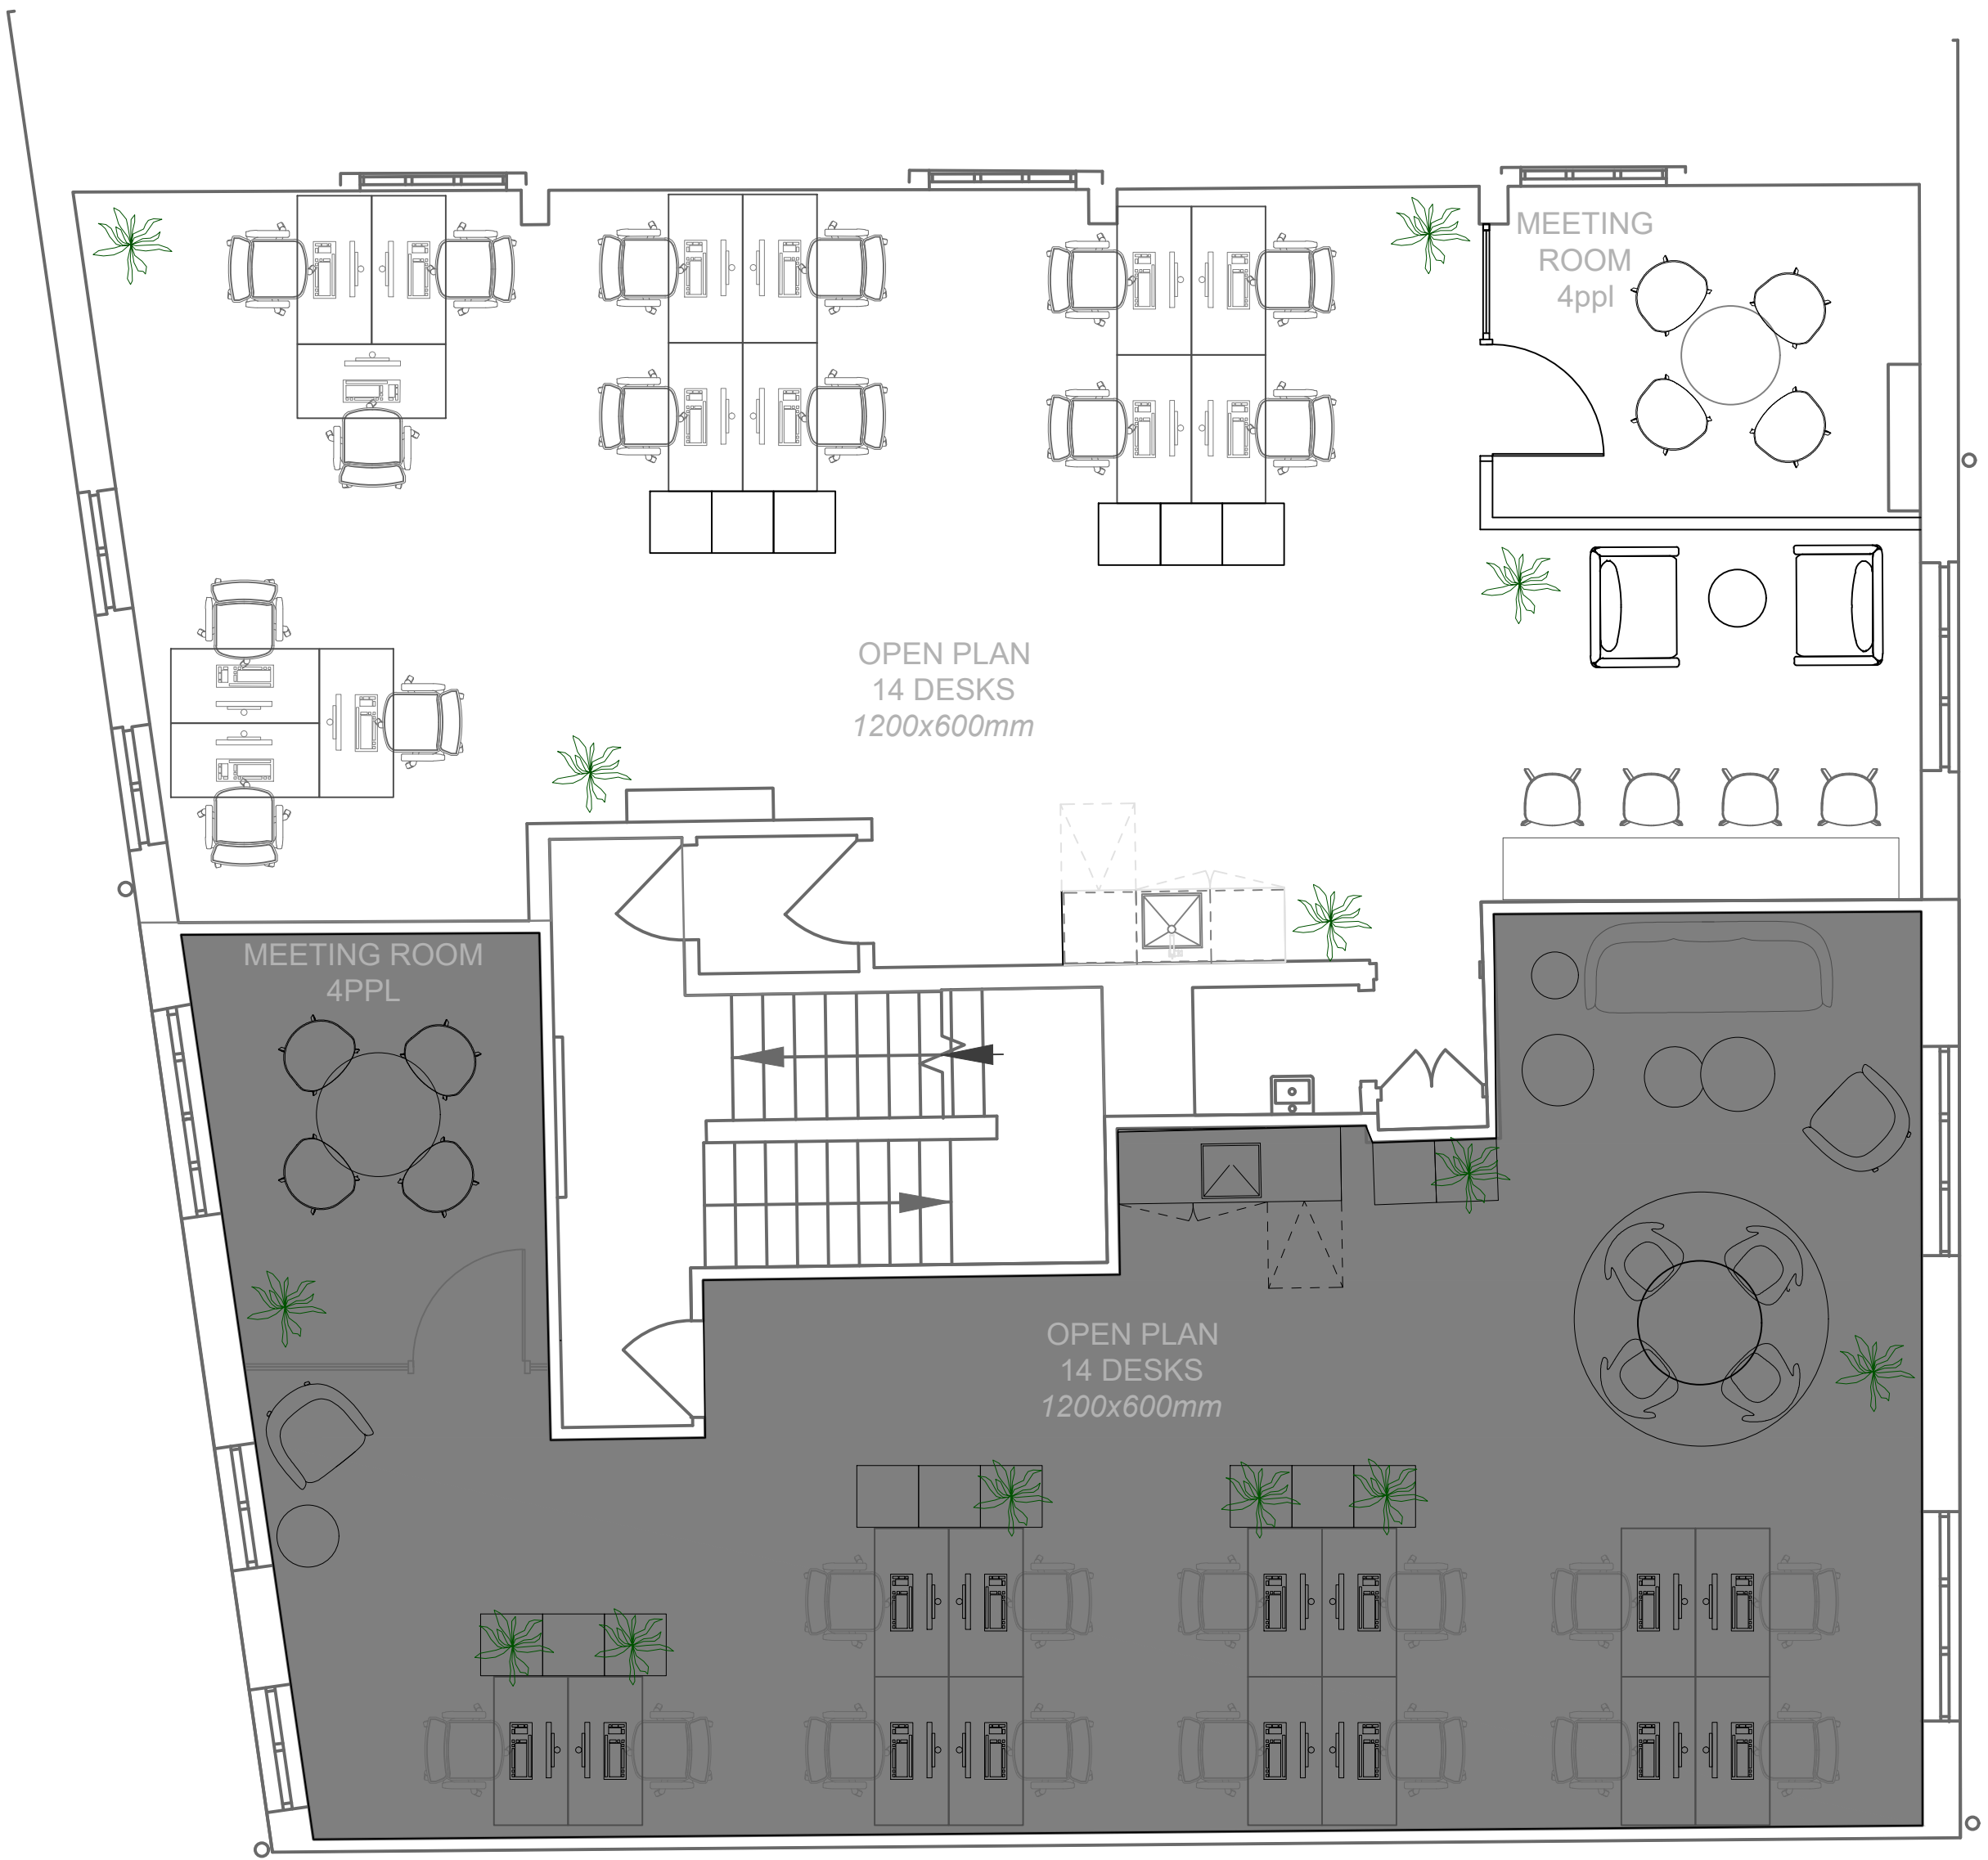 MEETING
ROOM
4ppl
OPEN PLAN
14 DESKS
1200x600mm
MEETING ROOM
4PPL
OPEN PLAN
14 DESKS
1200x600mm